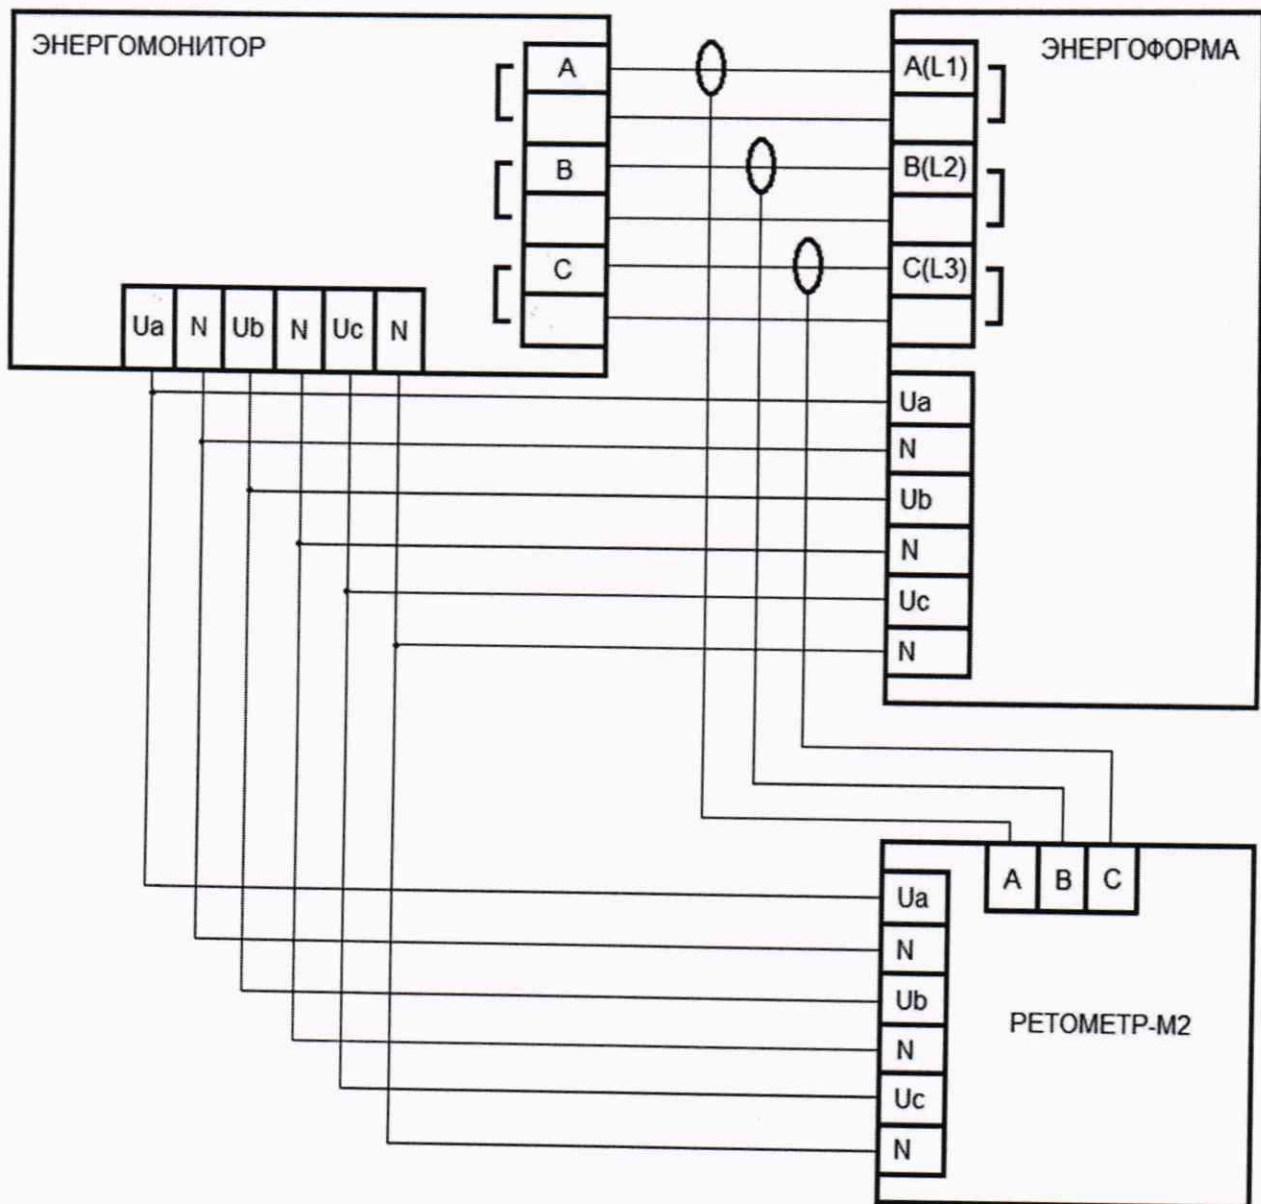 ЭНЕРГОМОНИТОР
A
B
C
Ua N Ub N Uc N
ЭНЕРГОФОРМА
A(L1)
B(L2)
C(L3)
Ua
N
Ub
N
Uc
N
A B C
Ua
N
Ub
N
Uc
N
РЕТОМЕТР-М2